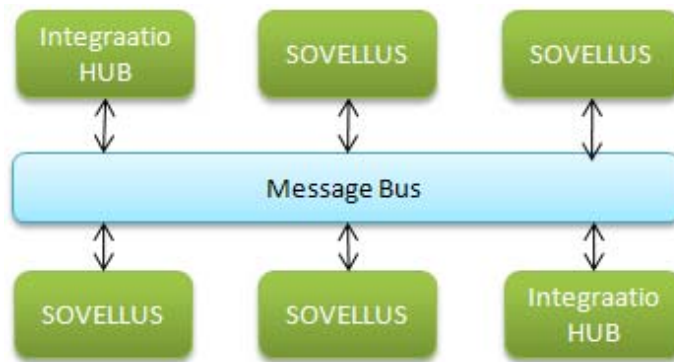 Integraatio
HUB
SOVELLUS
SOVELLUS
Message Bus
SOVELLUS
SOVELLUS
Integraatio
HUB